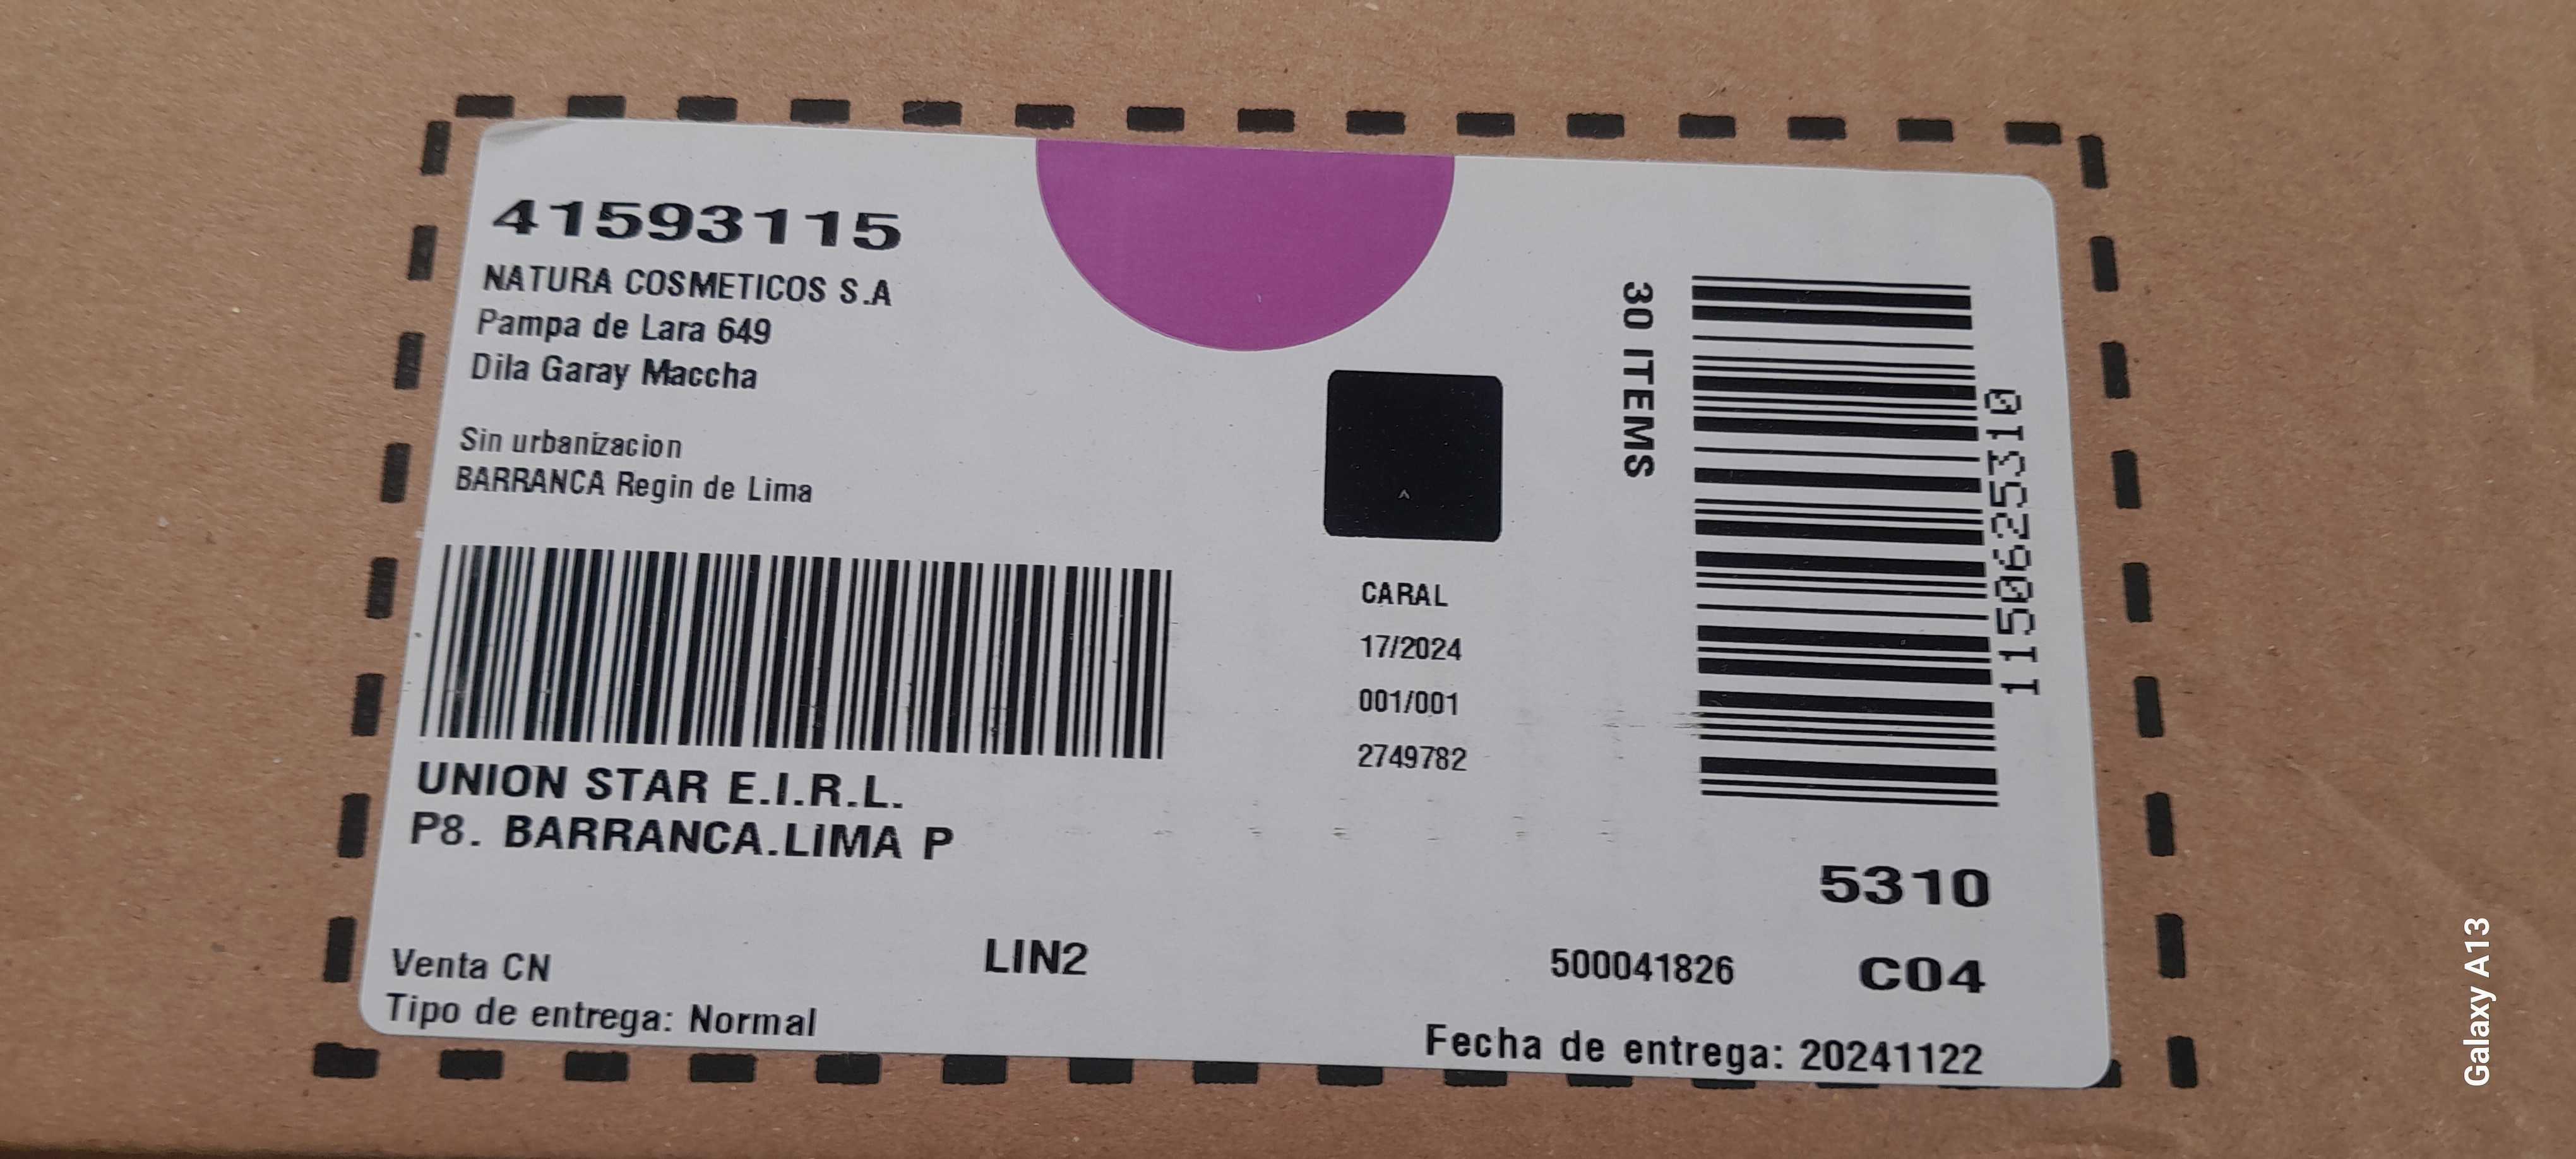 41593115
NATURA COSMETICOS S.A
Pampa de Lara 649
Dila Garay Maccha
Sin urbanizacion
BARRANCA Regin de Lima
UNION STAR E.I.R.L.
P8. BARRANCA.LIMA P
Venta CN
Tipo de entrega: Normal
LIN2
^
CARAL
17/2024
001/001
2749782
30 ITEMS
1150625310
5310
500041826 C04
Fecha de entrega: 20241122
Galaxy A13